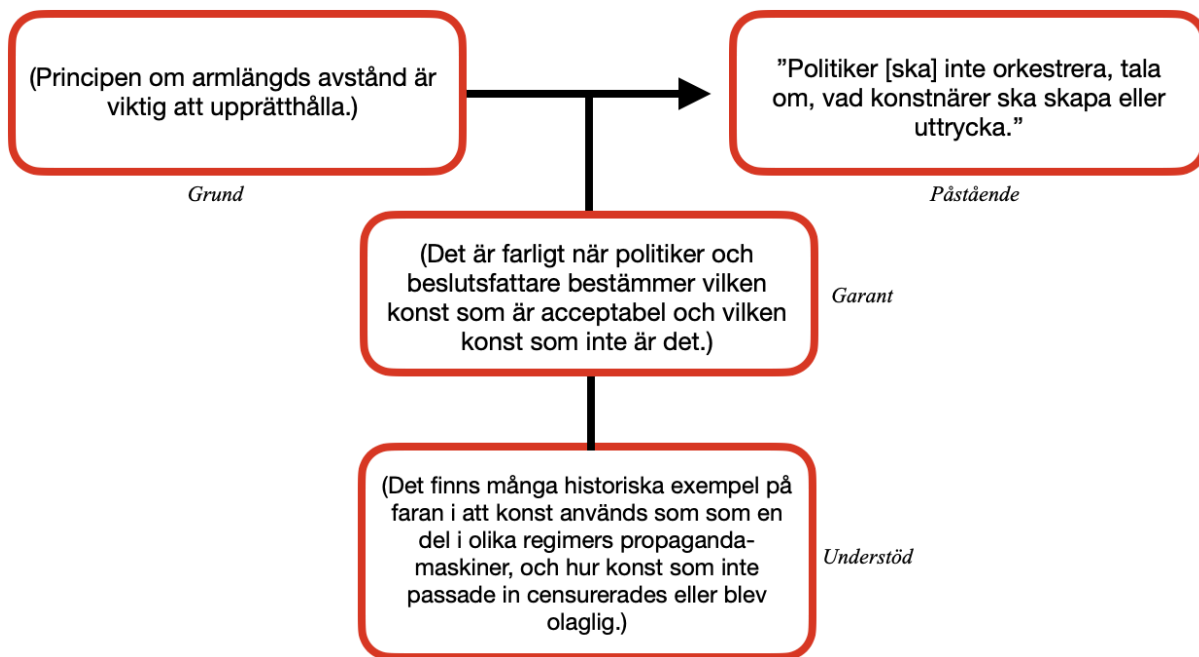 (Principen om armlängds avstånd är
viktig att upprätthålla.)
Grund
”Politiker [ska] inte orkestrera, tala
om, vad konstnärer ska skapa eller
uttrycka.”
Påstående
(Det är farligt när politiker och
beslutsfattare bestämmer vilken
konst som är acceptabel och vilken
konst som inte är det.)
Garant
(Det finns många historiska exempel på
faran i att konst används som som en
del i olika regimers propaganda-
maskiner, och hur konst som inte
passade in censurerades eller blev
olaglig.)
Understöd